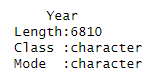 Year
Length:6810
Class :character
Mode  :character